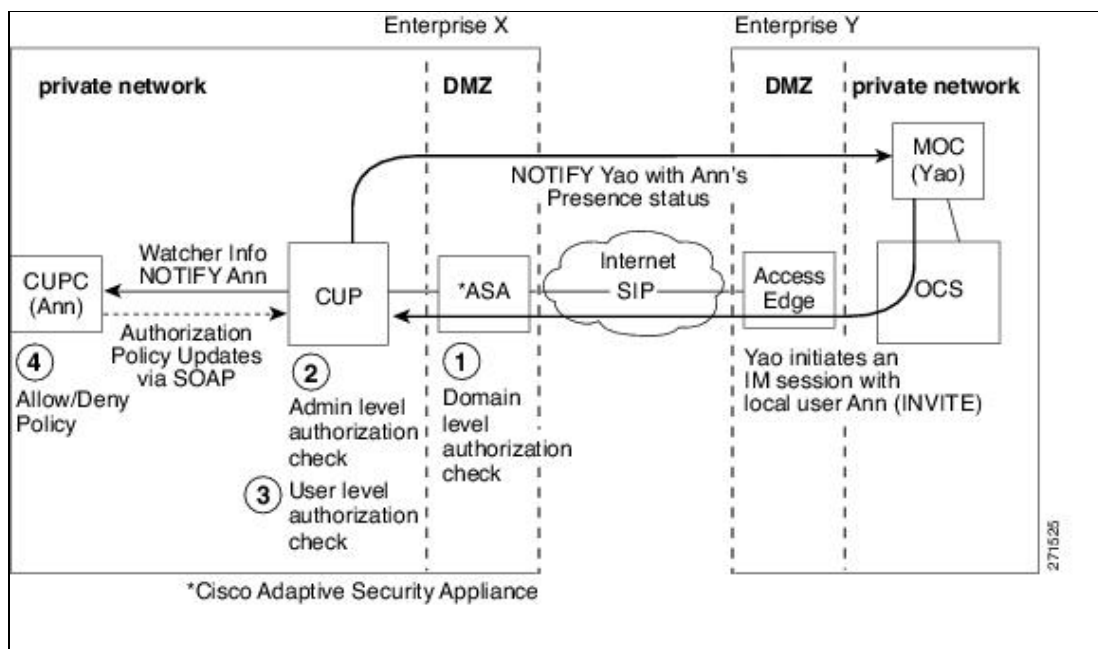 Enterprise X
Enterprise Y
private network
DMZ
DMZ
private network
MOC
(Yao)
NOTIFY Yao with Ann's
Presence status
Watcher Info
NOTIFY Ann
CUPC
(Ann)
CUP
*ASA
Internet
SIP
Access
Edge
OCS
Authorization
Policy Updates
via SOAP
4
Allow/Deny
Policy
2
Admin level
authorization
check
3
User level
authorization
check
1
Domain
level
authorization
check
Yao initiates an
IM session with
local user Ann (INVITE)
271525
*Cisco Adaptive Security Appliance